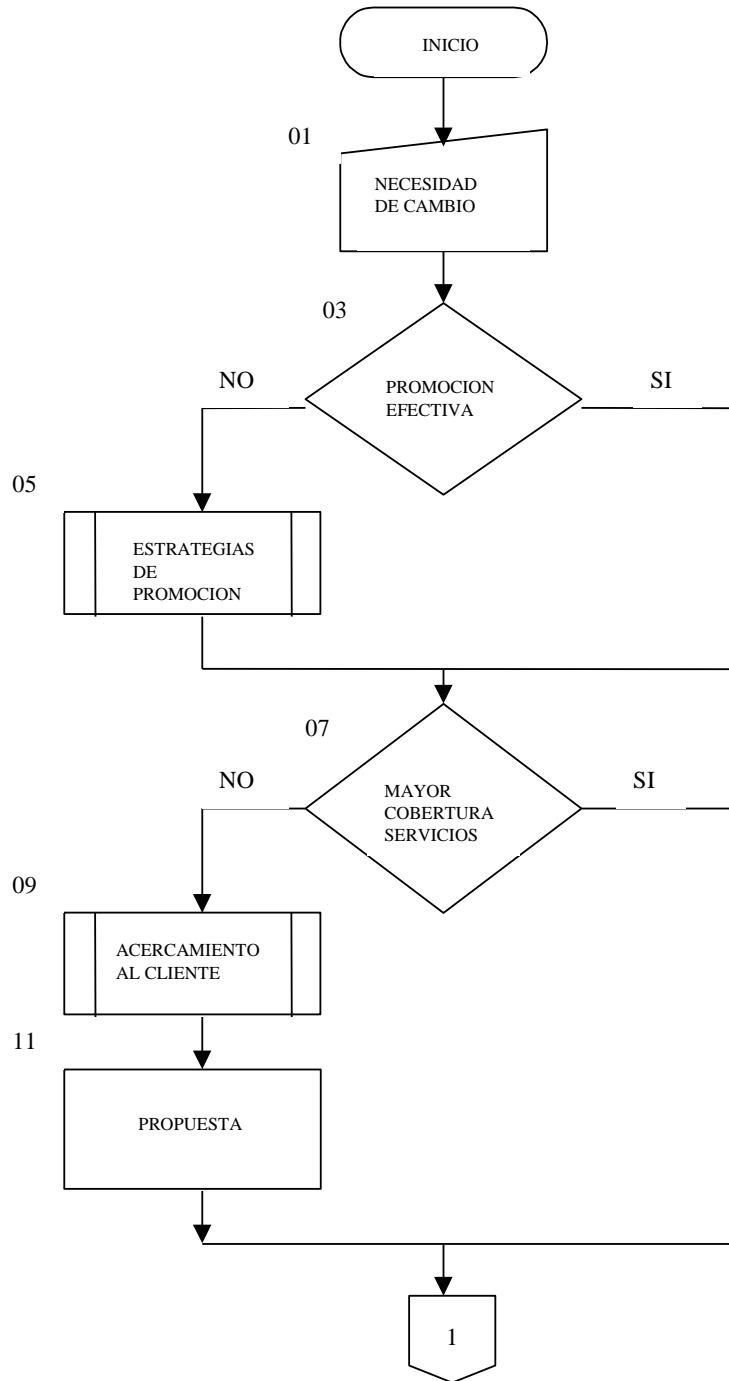 INICIO
01
NECESIDAD
DE CAMBIO
03
NO
PROMOCION
EFECTIVA
SI
05
ESTRATEGIAS
DE
PROMOCION
07
NO
MAYOR
COBERTURA
SERVICIOS
SI
09
ACERCAMIENTO
AL CLIENTE
11
PROPUESTA
1